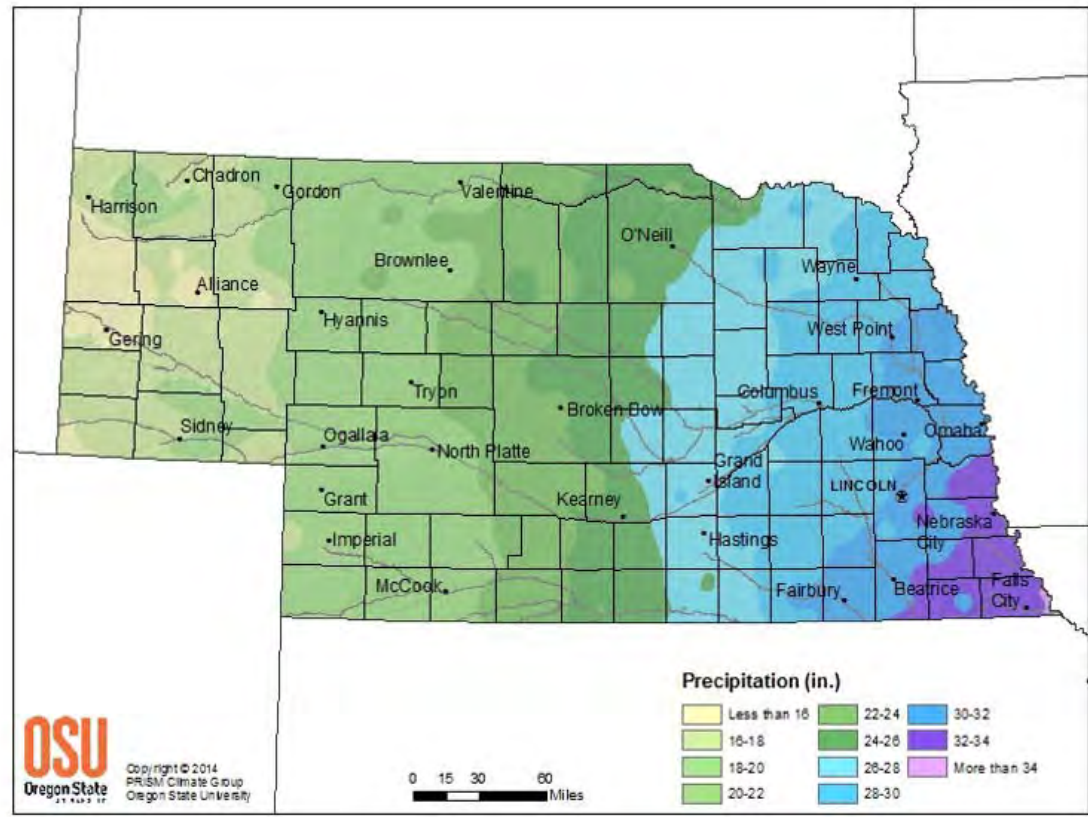 Chadron
Gordon
Valentine
Harrison
O'Neill
Brownlee
Wayne
Alliance
Hyannis
West Point
Gering
Tryon
Columbus
Fremont
Broken Bow
Sidney
Ogallala
North Platte
Wahoo
Omaha
Grand
Island
LINCOLN
Grant
Kearney
Nebraska
City
Imperial
Hastings
McCook
Fairbury
Beatrice
Falls
City
Precipitation (in.)
Less than 16
16-18
18-20
20-22
22-24
24-26
26-28
28-30
30-32
32-34
More than 34
OSU
Oregon State
Copyright © 2014
PRISM Climate Group
Oregon State University
0 15 30 60
Miles